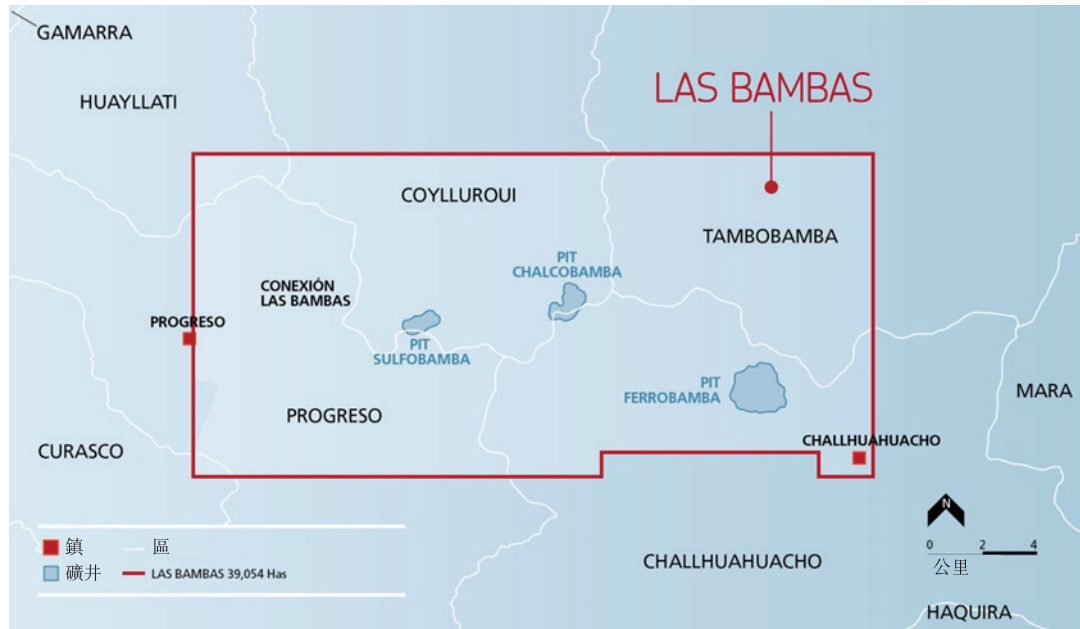 GAMARRA
HUAYLLATI
LAS BAMBAS
COYLLUROUI
TAMBOBAMBA
PIT
CHALCOBAMBA
CONEXIÓN
LAS BAMBAS
PROGRESO
PIT
SULFOBAMBA
PIT
FERROBAMBA
MARA
PROGRESO
CHALLHUAHUACHO
CURASCO
N
0 2 4
公里
鎮 區
礦井 LAS BAMBAS 39,054 Has
CHALLHUAHUACHO
HAQUIRA